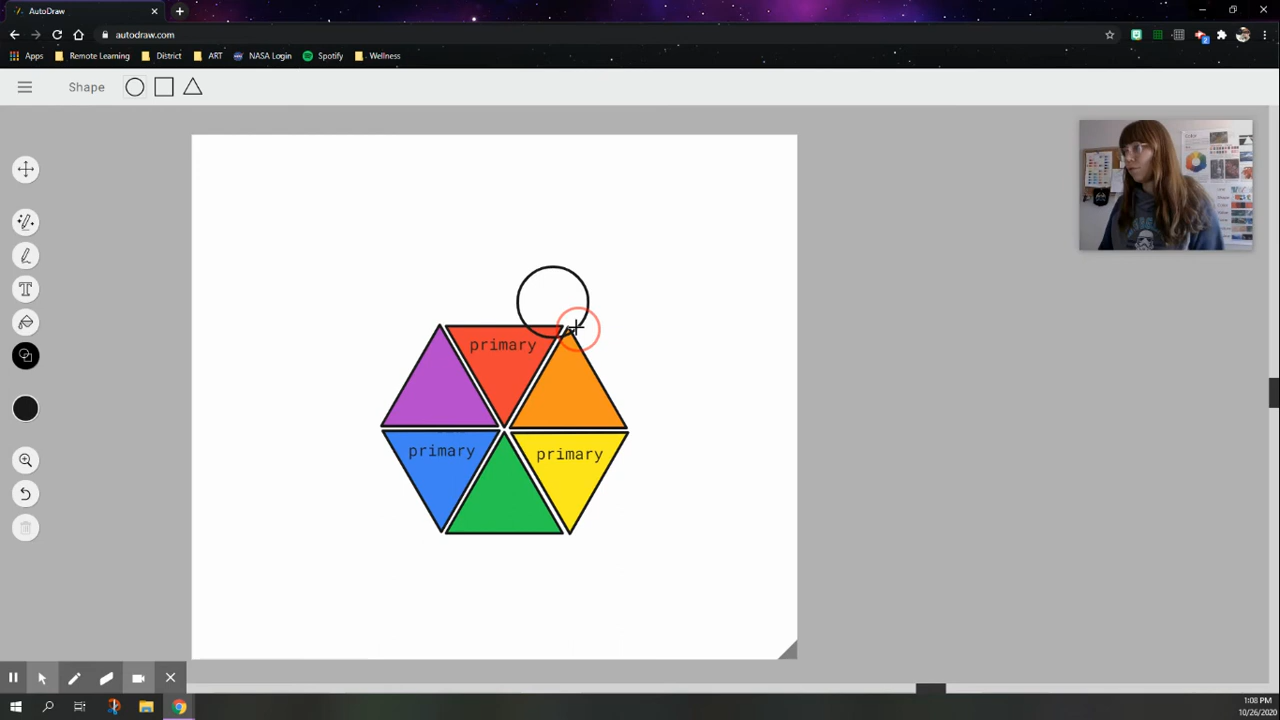 AutoDraw
autodraw.com
Apps Remote Learning District ART NASA Login Spotify Wellness
Shape
primary
primary primary
1:08 PM
10/26/2020